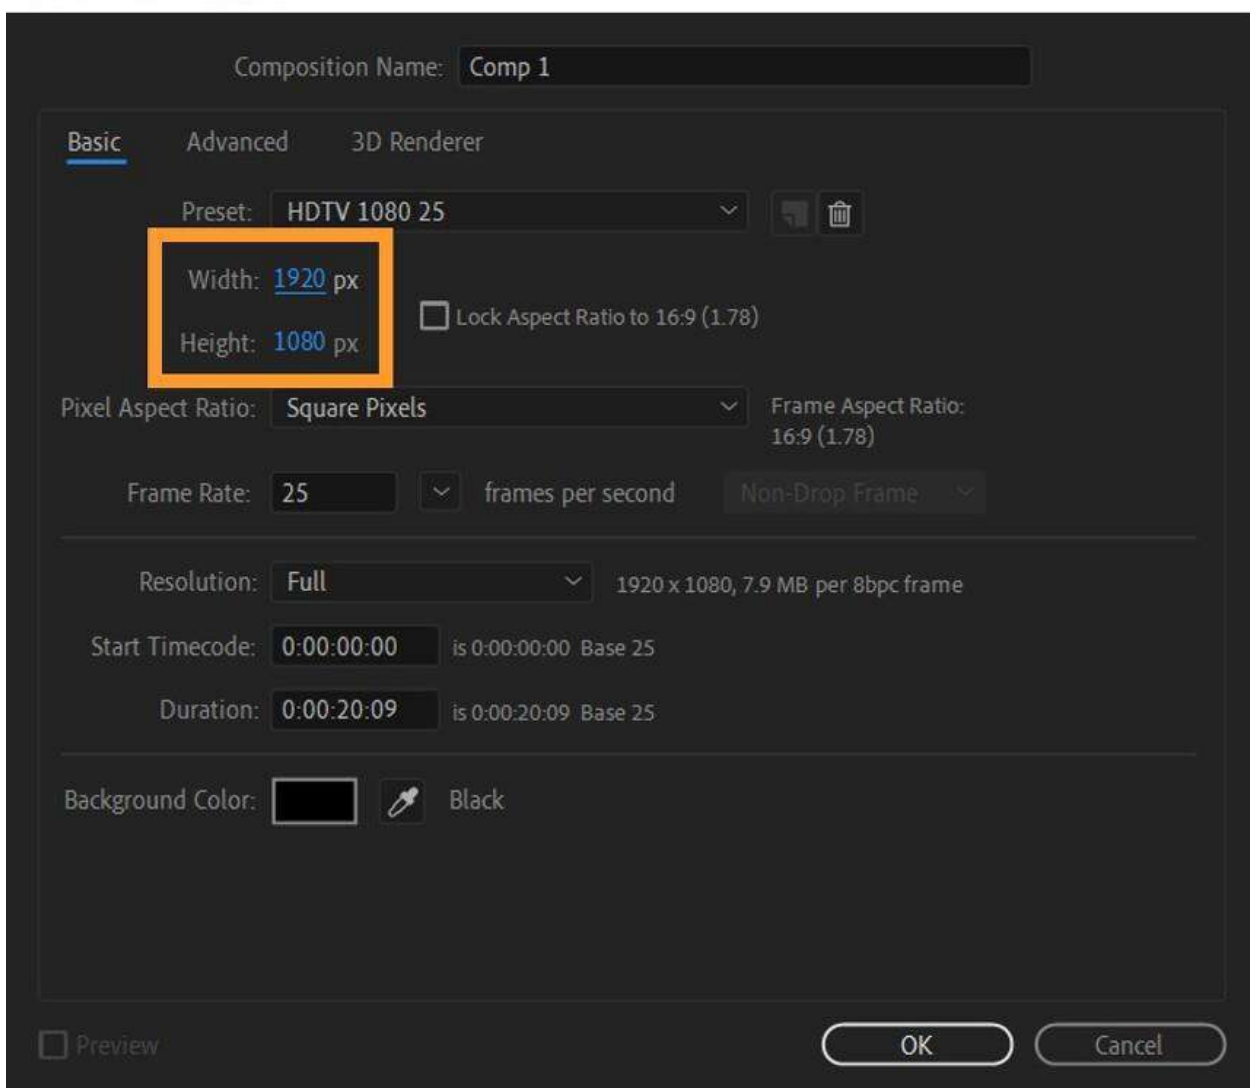 Composition Name: Comp 1
Basic Advanced 3D Renderer
Preset: HDTV 1080 25
Width: 1920 px
Lock Aspect Ratio to 16:9 (1.78)
Height: 1080 px
Pixel Aspect Ratio: Square Pixels
Frame Aspect Ratio:
16:9 (1.78)
Frame Rate: 25 frames per second Non-Drop Frame
Resolution: Full 1920 x 1080, 7.9 MB per 8bpc frame
Start Timecode: 0:00:00:00 is 0:00:00:00 Base 25
Duration: 0:00:20:09 is 0:00:20:09 Base 25
Background Color: Black
Preview OK Cancel